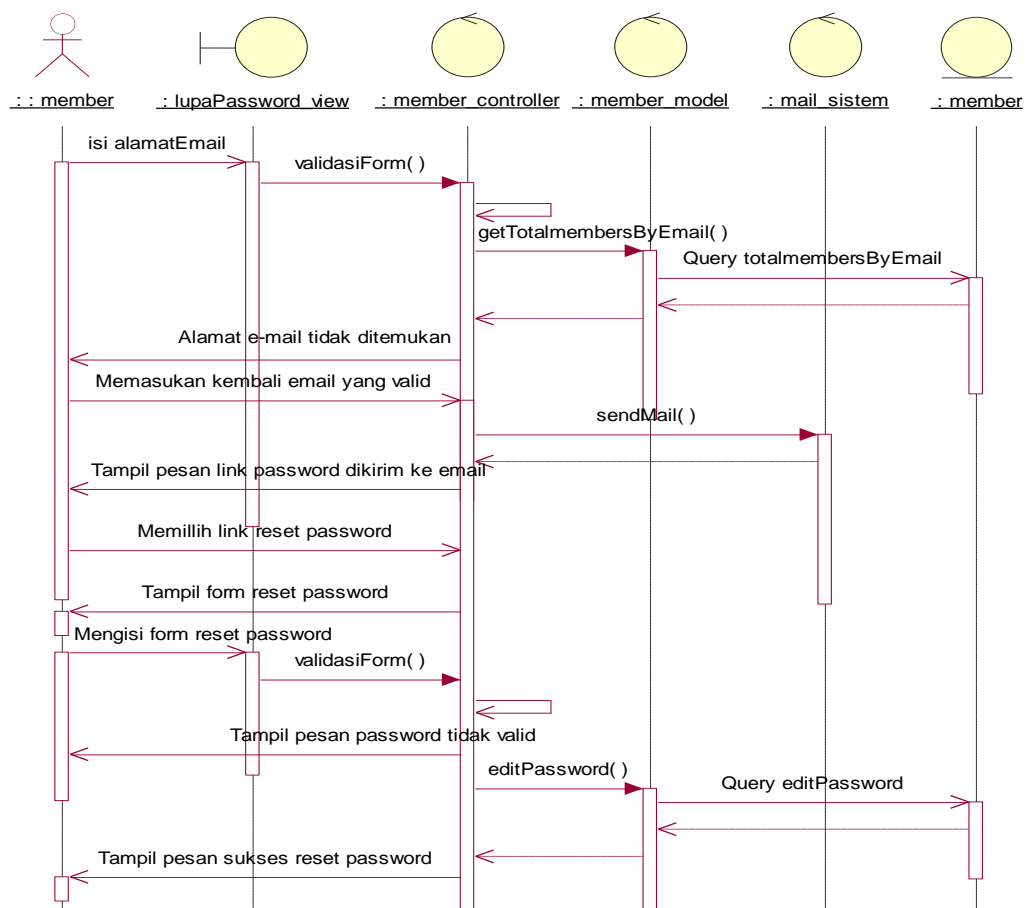 : : member
: lupaPassword_view
: member_controller
: member_model
: mail_sistem
: member
isi alamatEmail
validasiForm( )
getTotalmembersByEmail( )
Query totalmembersByEmail
Alamat e-mail tidak ditemukan
Memasukan kembali email yang valid
sendMail( )
Tampil pesan link password dikirim ke email
Memillih link reset password
Tampil form reset password
Mengisi form reset password
validasiForm( )
Tampil pesan password tidak valid
editPassword( )
Query editPassword
Tampil pesan sukses reset password